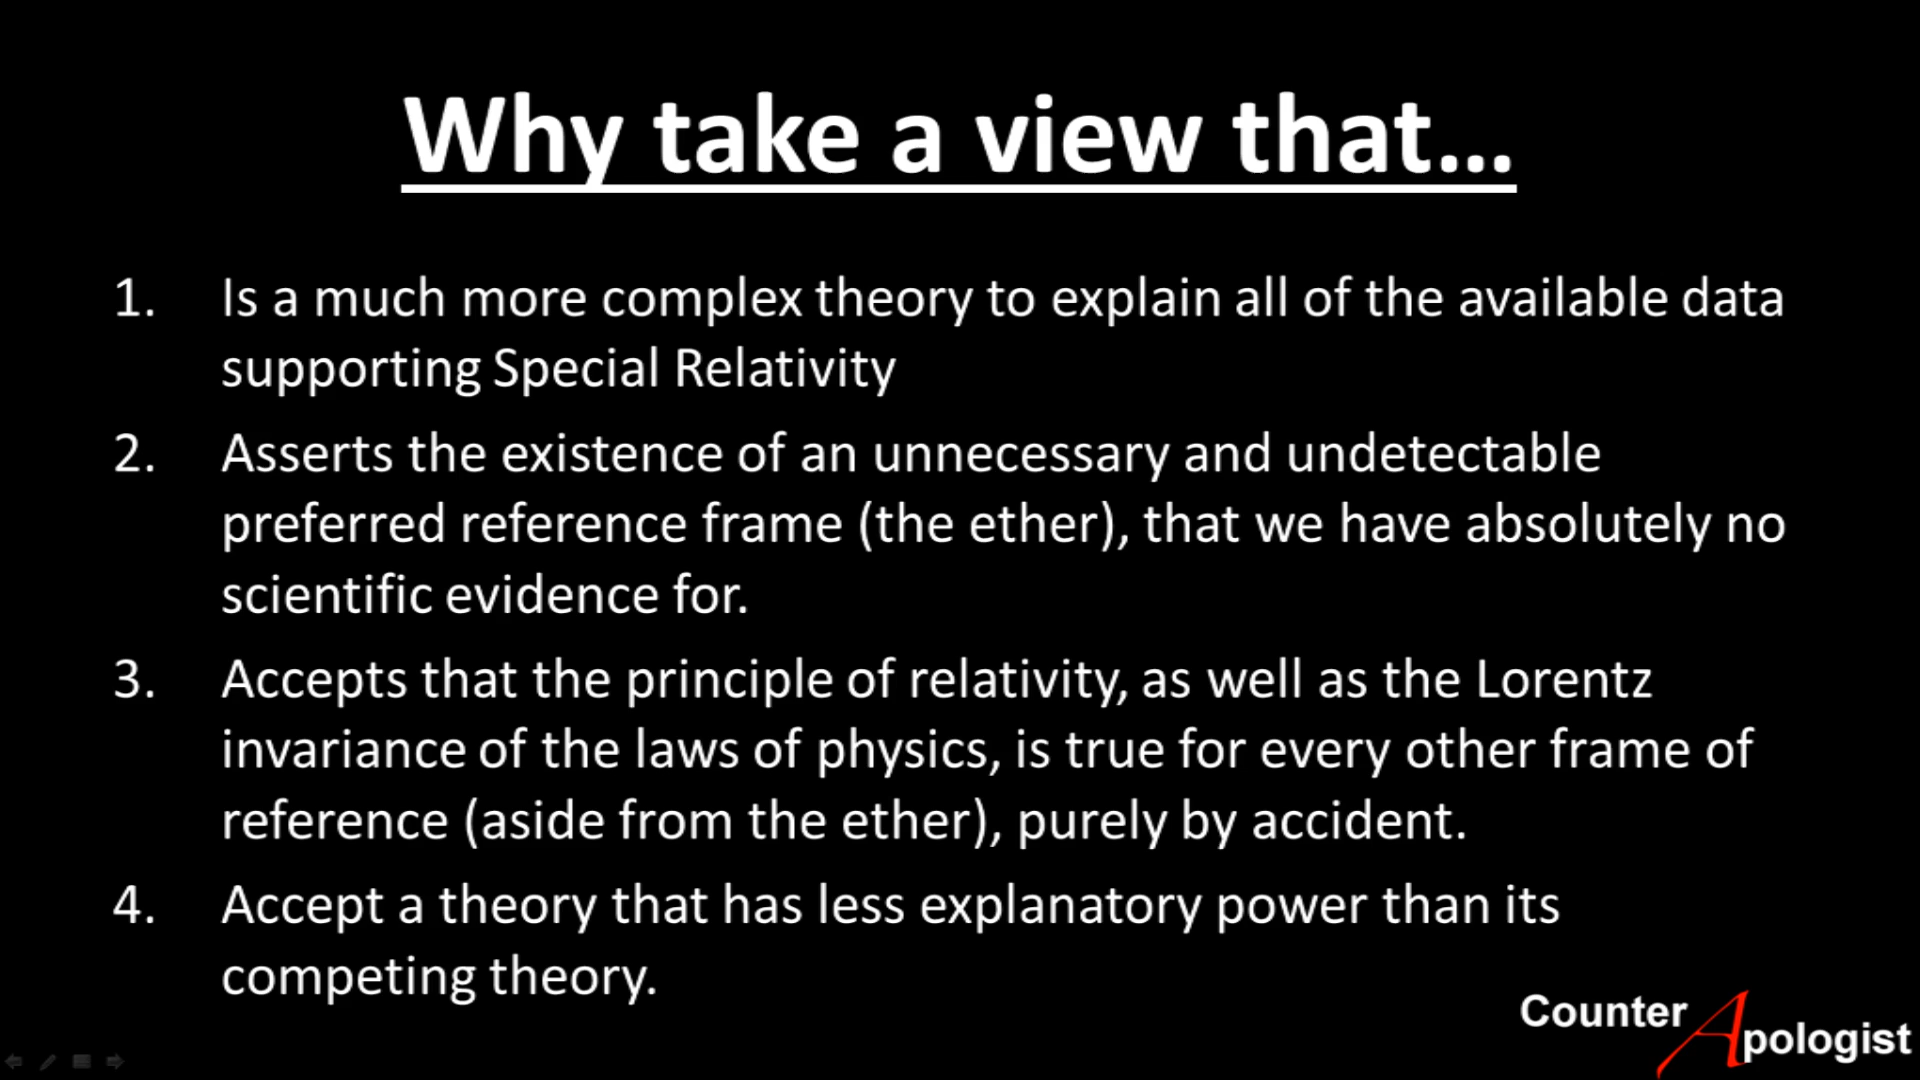 Why take a view that...
1. Is a much more complex theory to explain all of the available data
supporting Special Relativity
2. Asserts the existence of an unnecessary and undetectable
preferred reference frame (the ether), that we have absolutely no
scientific evidence for.
3. Accepts that the principle of relativity, as well as the Lorentz
invariance of the laws of physics, is true for every other frame of
reference (aside from the ether), purely by accident.
4. Accept a theory that has less explanatory power than its
competing theory.
Counter Apologist